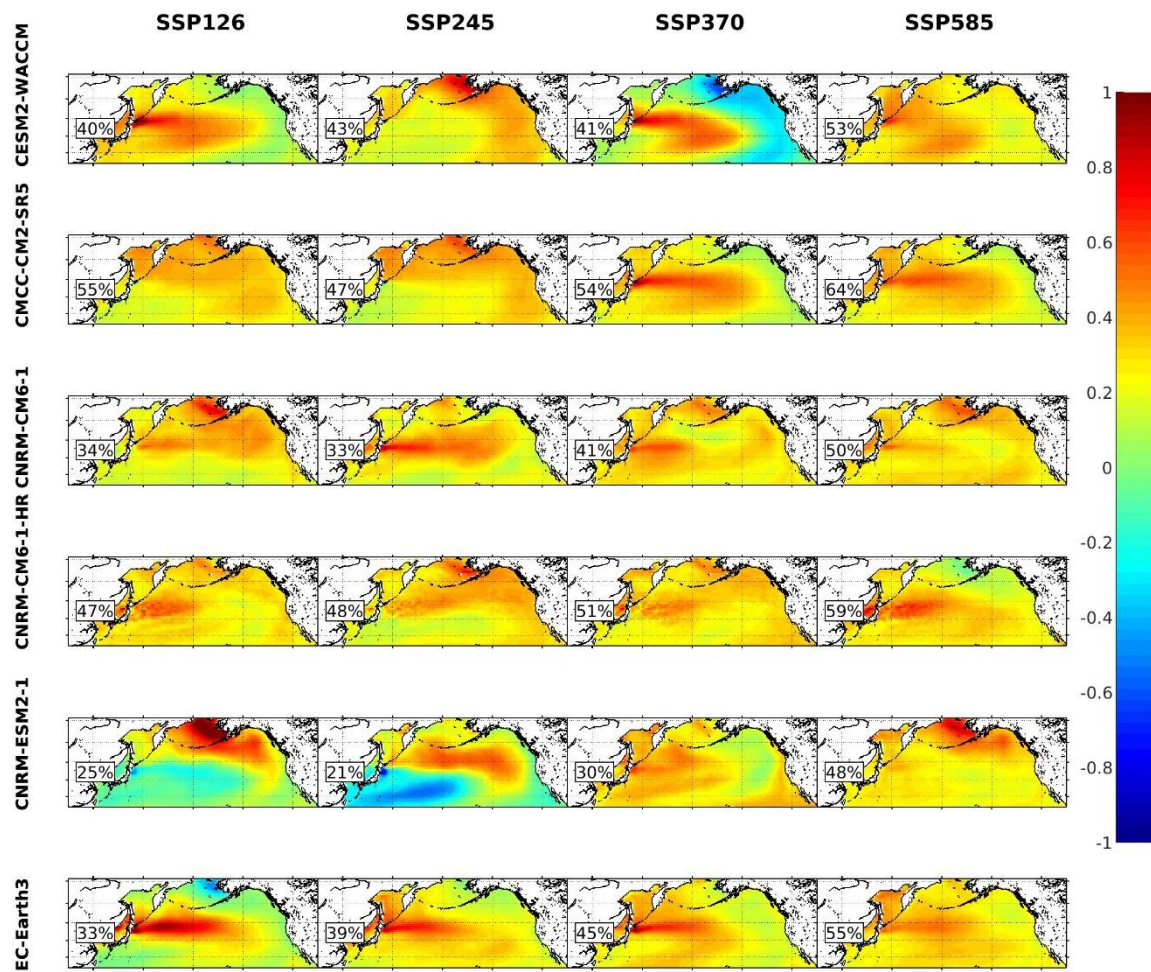 SSP126 SSP245 SSP370 SSP585
CESM2-WACCM
40% 43% 41% 53%
CMCC-CM2-SR5
55% 47% 54% 64%
CNRM-CM6-1
34% 33% 41% 50%
CNRM-CM6-1-HR
47% 48% 51% 59%
CNRM-ESM2-1
25% 21% 30% 48%
EC-Earth3
33% 39% 45% 55%
1
0.8
0.6
0.4
0.2
0
-0.2
-0.4
-0.6
-0.8
-1